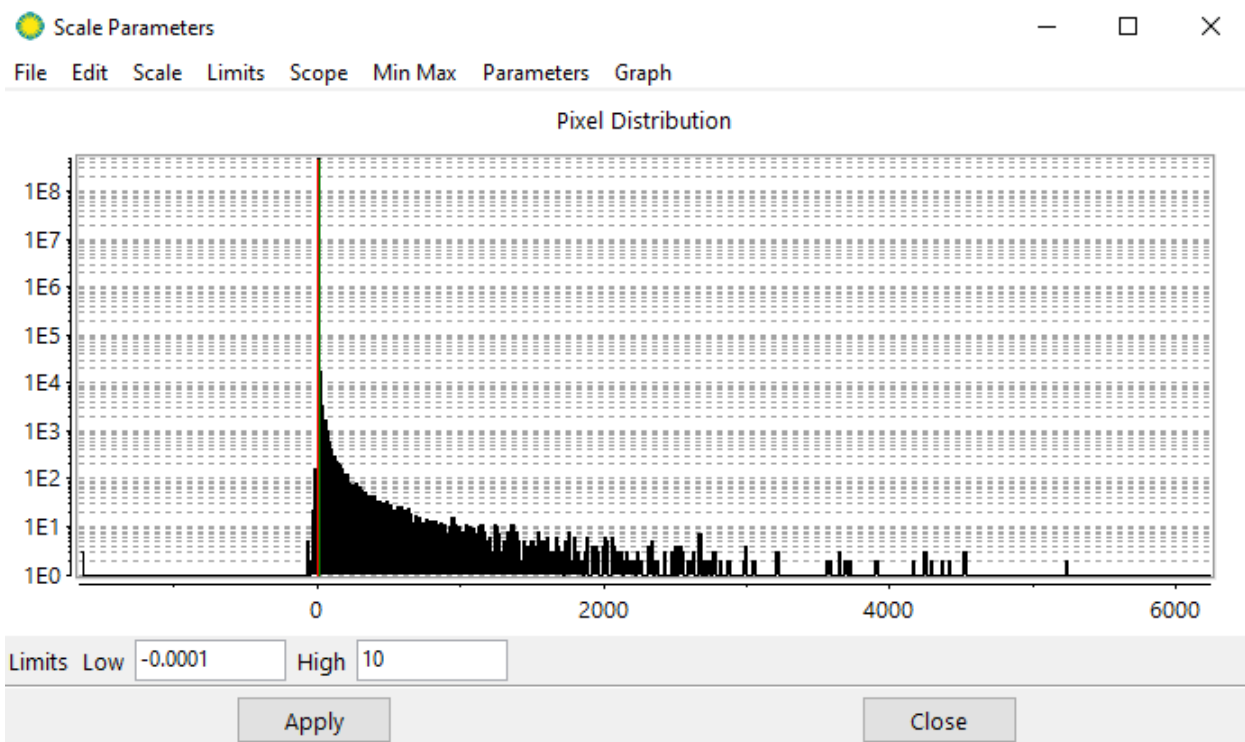 Scale Parameters
File Edit Scale Limits Scope Min Max Parameters Graph
Pixel Distribution
1E8
1E7
1E6
1E5
1E4
1E3
1E2
1E1
1E0
0 2000 4000 6000
Limits Low -0.0001 High 10
Apply Close